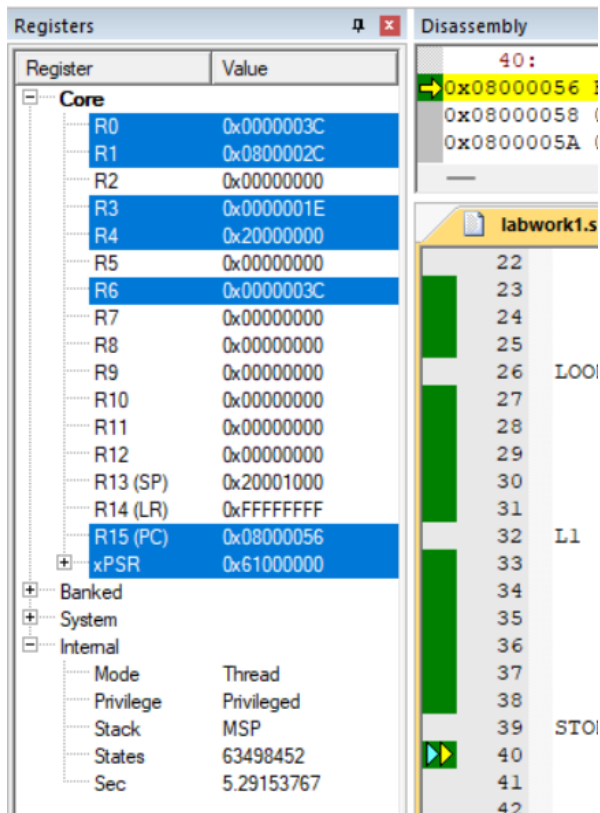 Registers
Register Value
Core
R0 0x0000003C
R1 0x0800002C
R2 0x00000000
R3 0x0000001E
R4 0x20000000
R5 0x00000000
R6 0x0000003C
R7 0x00000000
R8 0x00000000
R9 0x00000000
R10 0x00000000
R11 0x00000000
R12 0x00000000
R13 (SP) 0x20001000
R14 (LR) 0xFFFFFFFF
R15 (PC) 0x08000056
xPSR 0x61000000
Banked
System
Internal
Mode Thread
Privilege Privileged
Stack MSP
States 63498452
Sec 5.29153767
Disassembly
40:
0x08000056
0x08000058
0x0800005A
labwork1.s
22
23
24
25
26 LOO
27
28
29
30
31
32 L1
33
34
35
36
37
38
39 STO
40
41
42